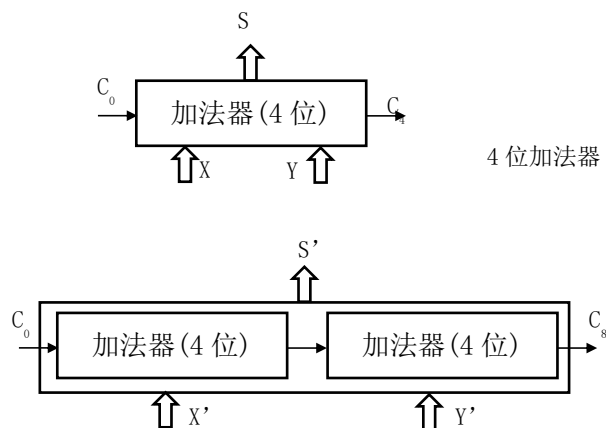 S
C₀
加法器(4 位)
C₄
X
Y
4 位加法器
S’
C₀
加法器(4 位)
加法器(4 位)
C₈
X’
Y’